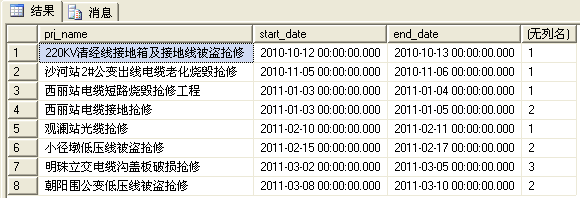 结果 消息
prj_name start_date end_date (无列名)
1 220KV清经线接地箱及接地线被盗抢修 2010-10-12 00:00:00.000 2010-10-13 00:00:00.000 1
2 沙河站2#公变出线电缆老化烧毁抢修 2010-11-05 00:00:00.000 2010-11-06 00:00:00.000 1
3 西丽站电缆短路烧毁抢修工程 2011-01-03 00:00:00.000 2011-01-04 00:00:00.000 1
4 西丽站电缆接地抢修 2011-01-03 00:00:00.000 2011-01-05 00:00:00.000 2
5 观澜站光缆抢修 2011-02-10 00:00:00.000 2011-02-11 00:00:00.000 1
6 小径墩低压线被盗抢修 2011-02-15 00:00:00.000 2011-02-17 00:00:00.000 2
7 明珠立交电缆沟盖板破损抢修 2011-03-02 00:00:00.000 2011-03-05 00:00:00.000 3
8 朝阳围公变低压线被盗抢修 2011-03-08 00:00:00.000 2011-03-10 00:00:00.000 2